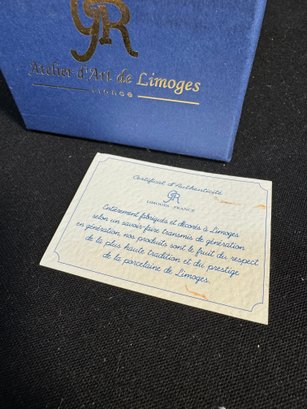 GR
Atelier d'Art de Limoges
FRANCE
Certificat d'Authenticité
GR
LIMOGES FRANCE
Entièrement fabriqués et décorés à Limoges
selon un savoir-faire transmis de génération
en génération, nos produits sont le fruit du respect
de la plus haute tradition et du prestige
de la porcelaine de Limoges.